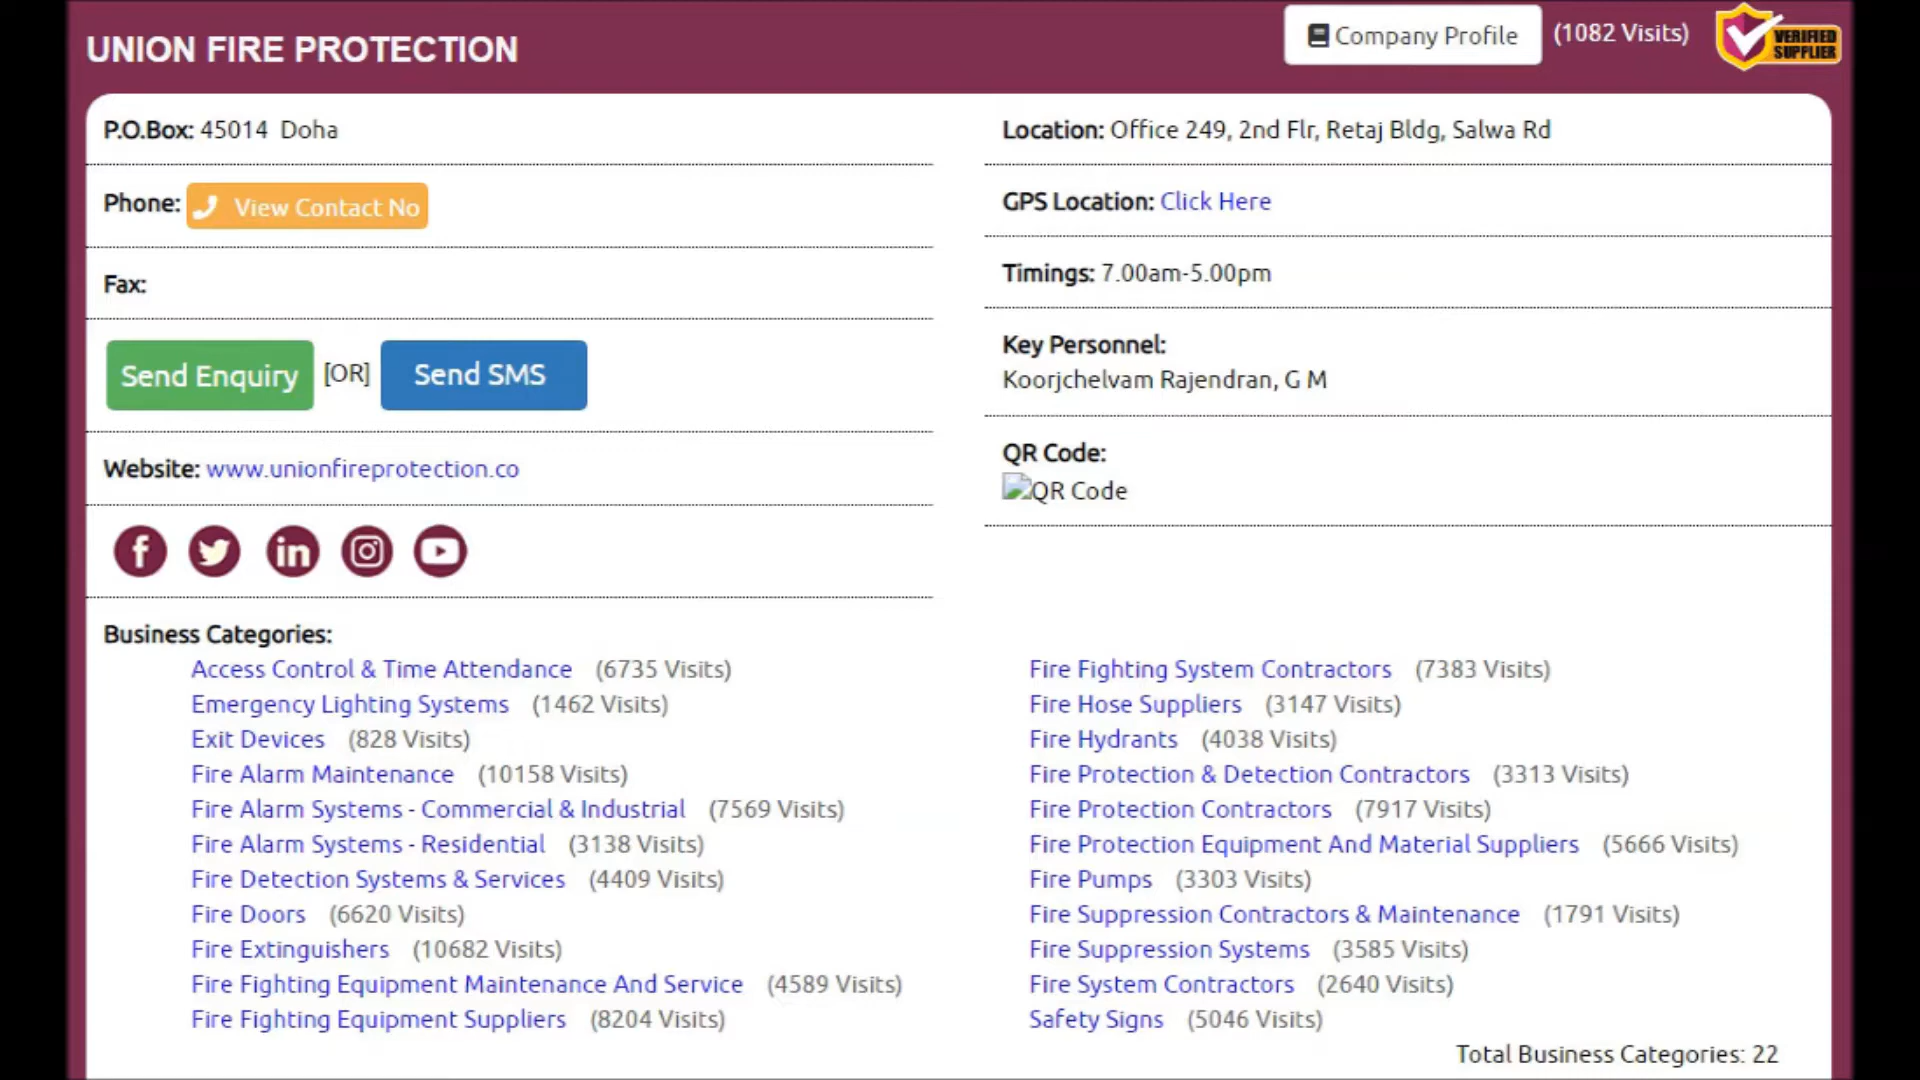 UNION FIRE PROTECTION
Company Profile
(1082 Visits)
VERIFIED
SUPPLIER
P.O.Box: 45014 Doha
Phone: View Contact No
Fax:
Send Enquiry [OR] Send SMS
Website: www.unionfireprotection.co
Location: Office 249, 2nd Flr, Retaj Bldg, Salwa Rd
GPS Location: Click Here
Timings: 7.00am-5.00pm
Key Personnel:
Koorjchelvam Rajendran, G M
QR Code:
QR Code
Business Categories:
Access Control & Time Attendance (6735 Visits)
Emergency Lighting Systems (1462 Visits)
Exit Devices (828 Visits)
Fire Alarm Maintenance (10158 Visits)
Fire Alarm Systems - Commercial & Industrial (7569 Visits)
Fire Alarm Systems - Residential (3138 Visits)
Fire Detection Systems & Services (4409 Visits)
Fire Doors (6620 Visits)
Fire Extinguishers (10682 Visits)
Fire Fighting Equipment Maintenance And Service (4589 Visits)
Fire Fighting Equipment Suppliers (8204 Visits)
Fire Fighting System Contractors (7383 Visits)
Fire Hose Suppliers (3147 Visits)
Fire Hydrants (4038 Visits)
Fire Protection & Detection Contractors (3313 Visits)
Fire Protection Contractors (7917 Visits)
Fire Protection Equipment And Material Suppliers (5666 Visits)
Fire Pumps (3303 Visits)
Fire Suppression Contractors & Maintenance (1791 Visits)
Fire Suppression Systems (3585 Visits)
Fire System Contractors (2640 Visits)
Safety Signs (5046 Visits)
Total Business Categories: 22